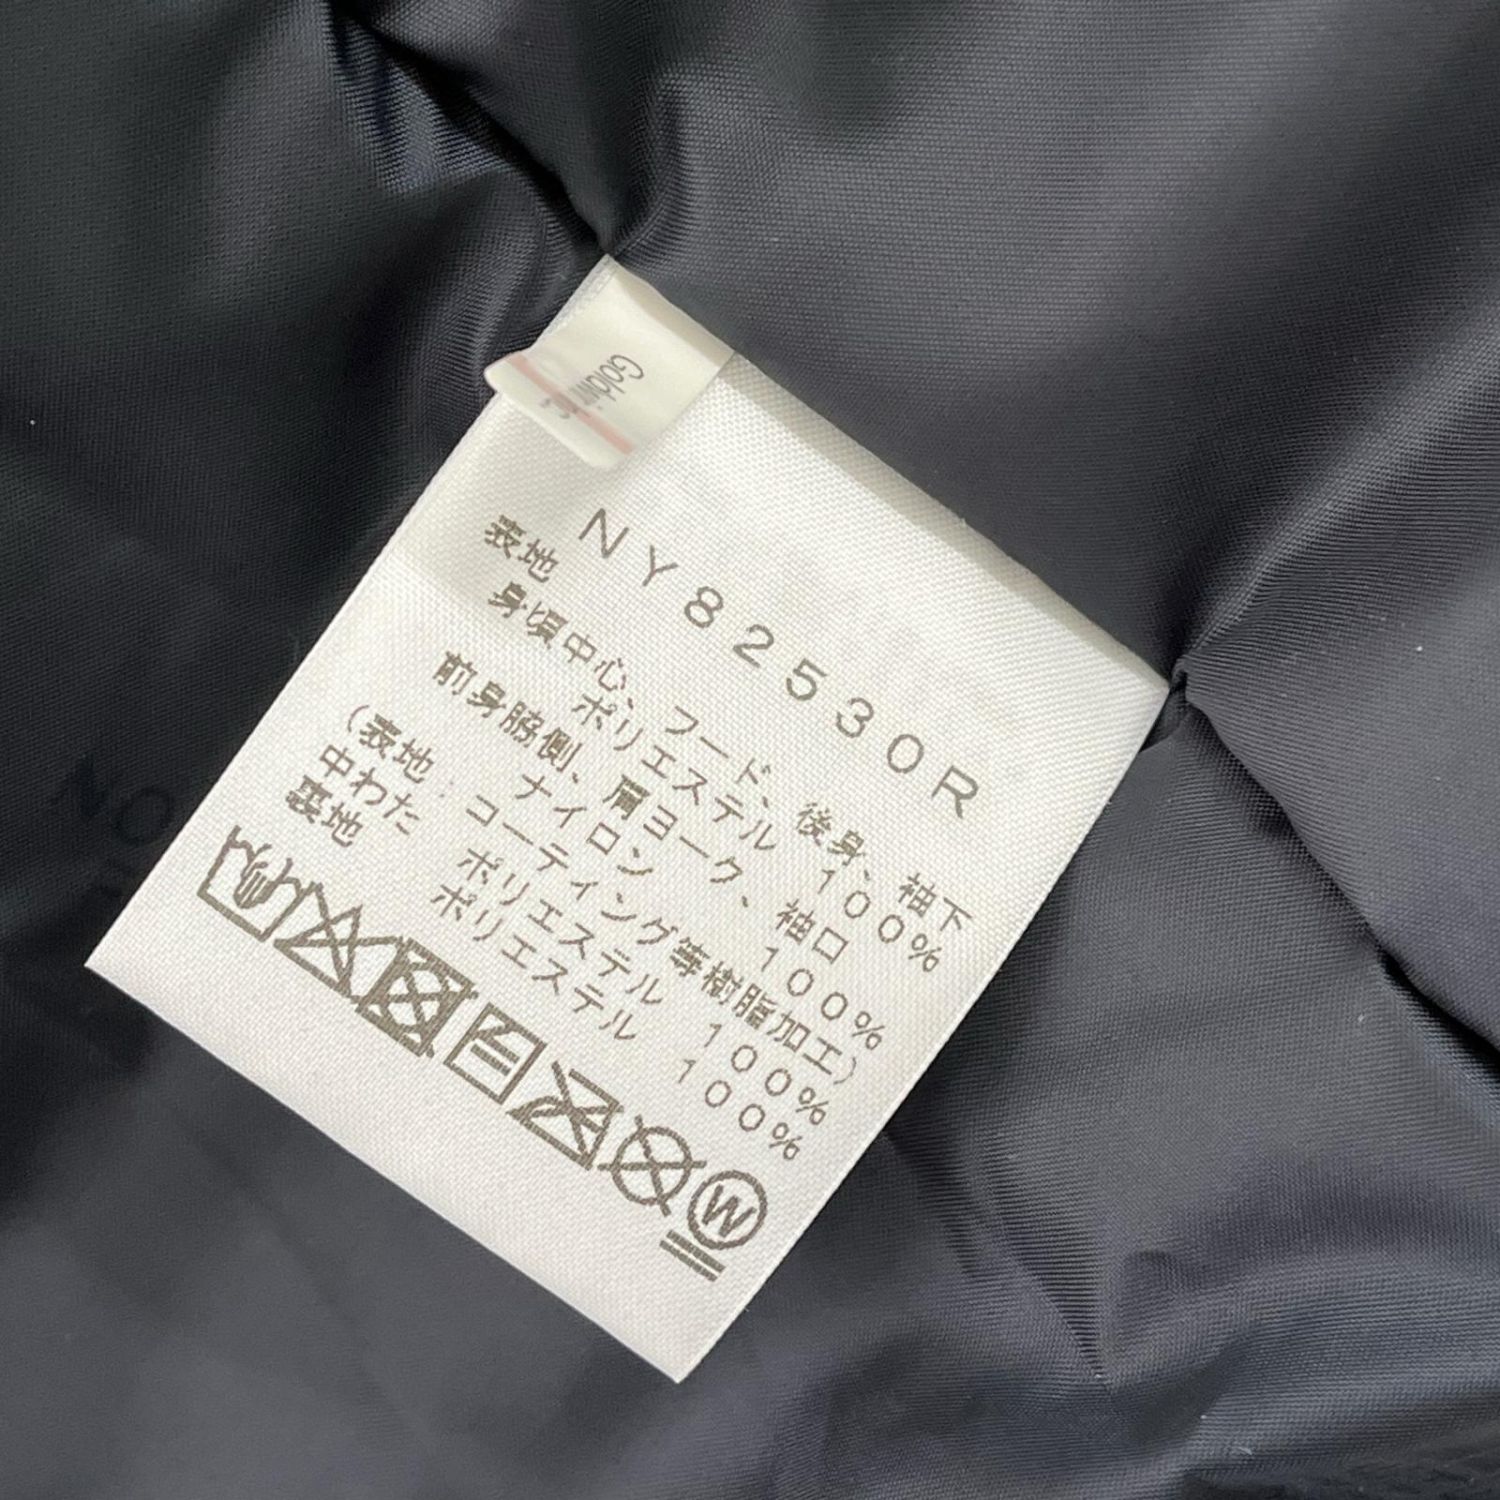 Goldwin
NY82530R
表地
身頃中心、フード、後身、袖下
ポリエステル 100%
前身脇側、肩ヨーク、袖口
ナイロン 100%
(表地:コーティング等樹脂加工)
中わた ポリエステル 100%
裏地 ポリエステル 100%
W